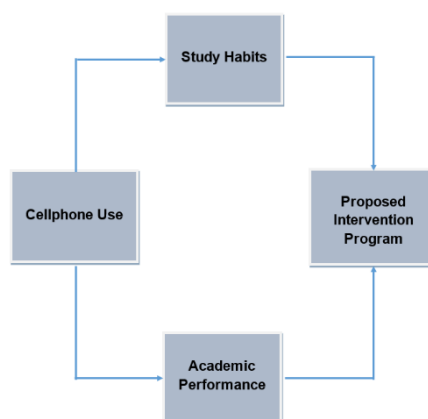 Study Habits
Cellphone Use
Proposed
Intervention
Program
Academic
Performance